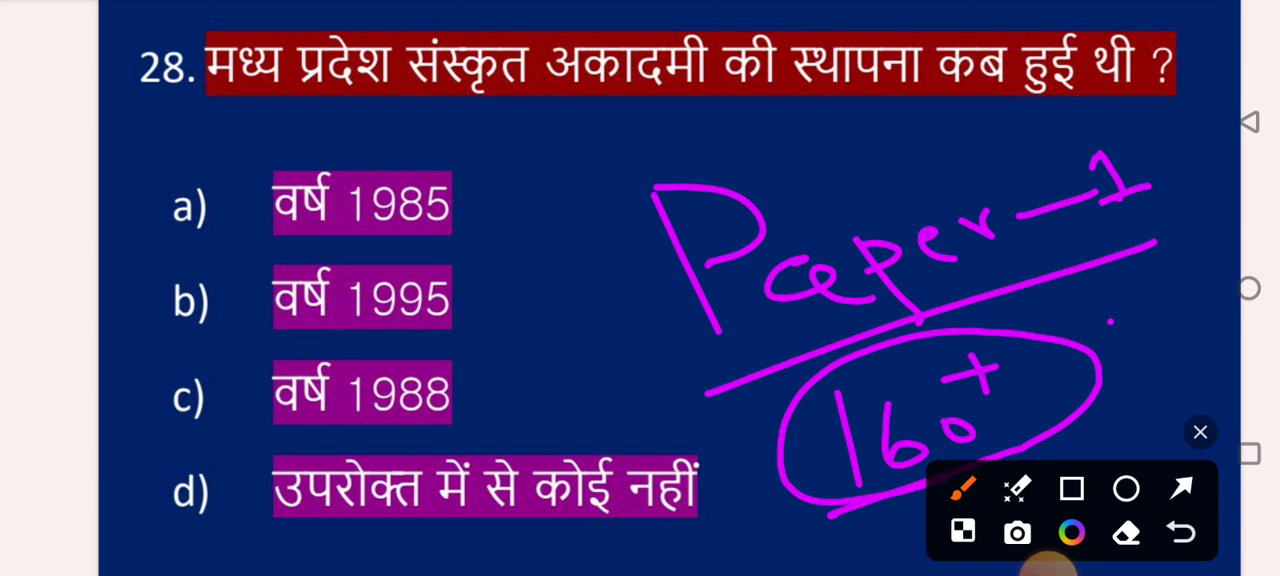 28. मध्य प्रदेश संस्कृत अकादमी की स्थापना कब हुई थी ?
a) वर्ष 1985
b) वर्ष 1995
c) वर्ष 1988
d) उपरोक्त में से कोई नहीं
Paper-1
160+